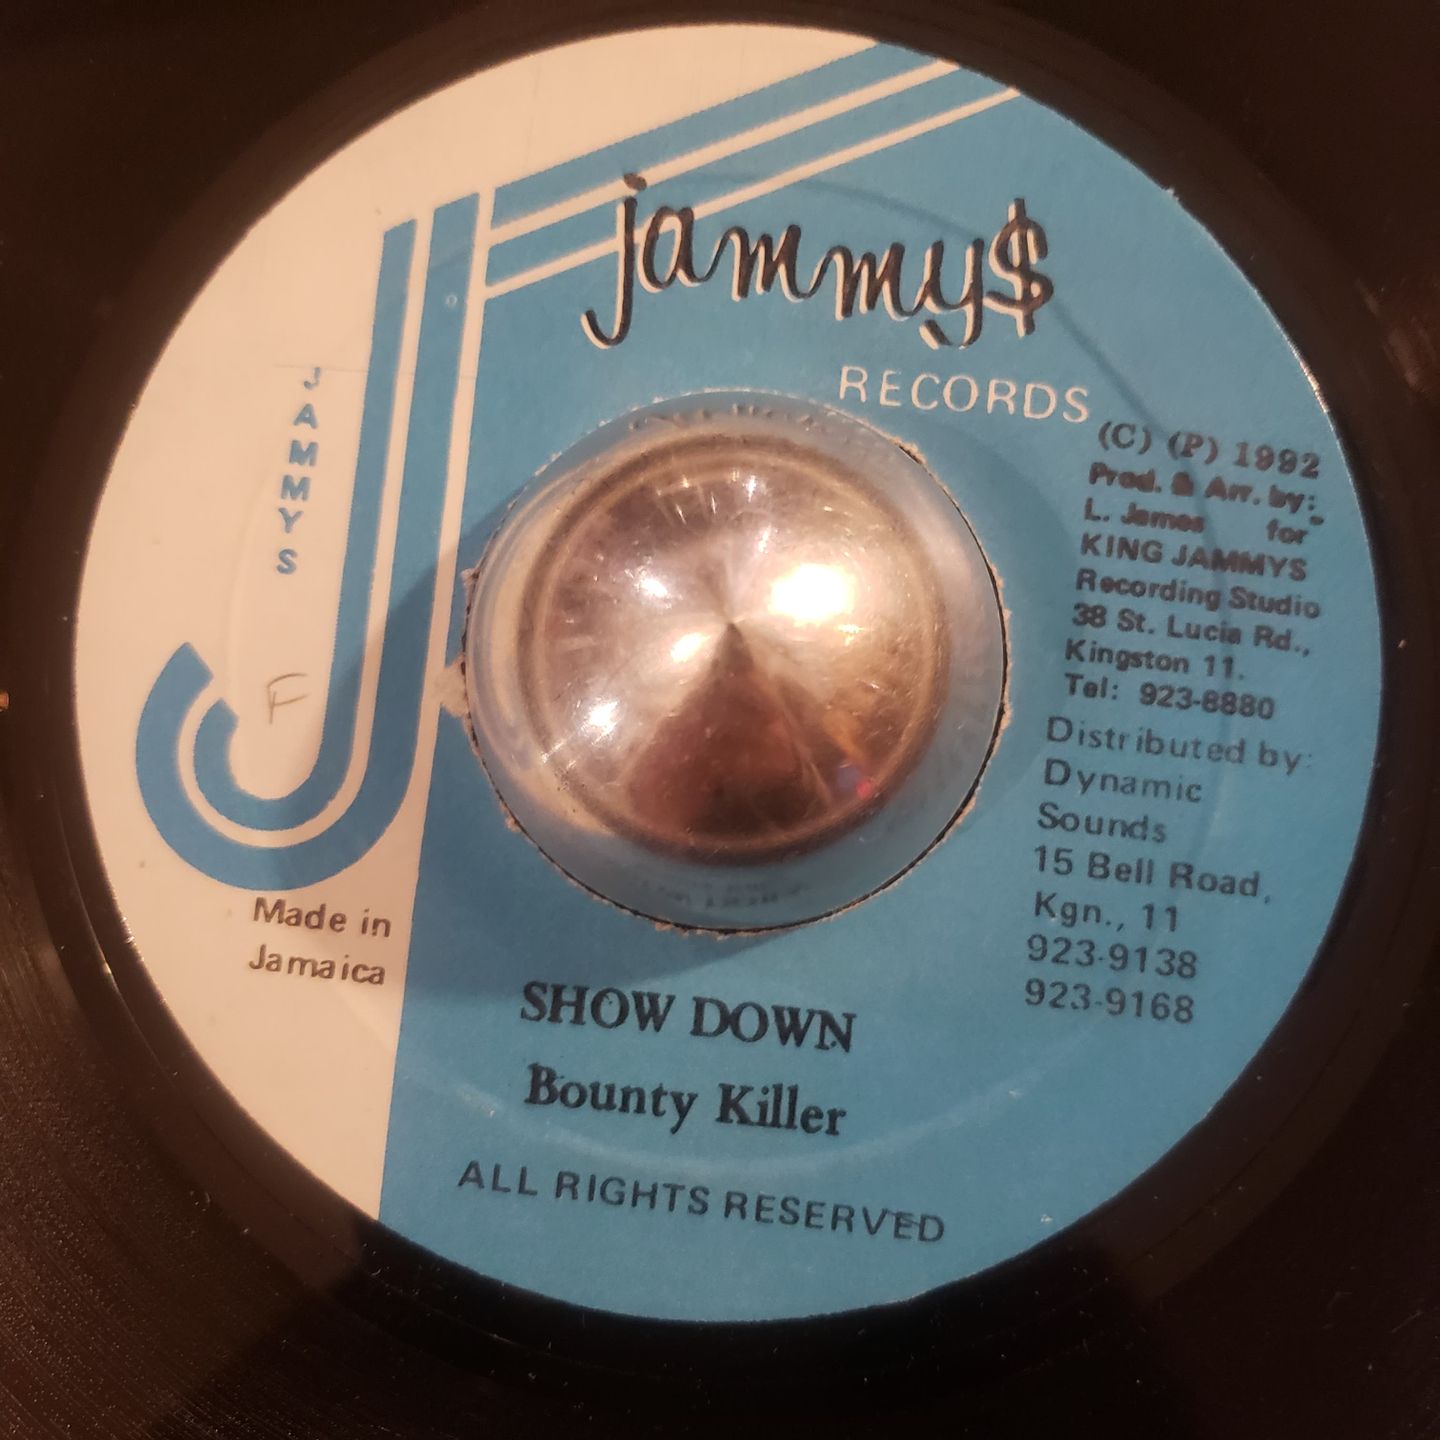 jammy$
RECORDS
JAMMYS
(C) (P) 1992
Prod. & Arr. by:
L. James for
KING JAMMYS
Recording Studio
38 St. Lucia Rd.,
Kingston 11.
Tel: 923-8880
Distributed by:
Dynamic
Sounds
15 Bell Road,
Kgn., 11
923-9138
923-9168
F
Made in
Jamaica
SHOW DOWN
Bounty Killer
ALL RIGHTS RESERVED